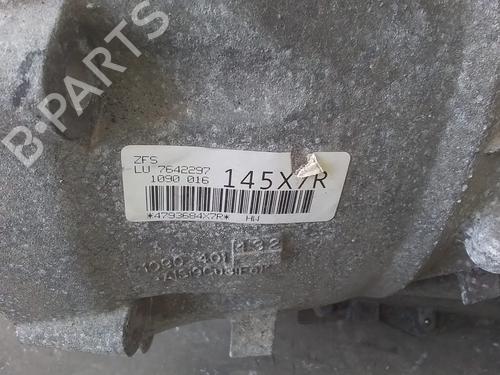 B-PARTS
ZFS
LU 7642297
1090 016
145X7R
*4793684X7R* HW
1090 401 132